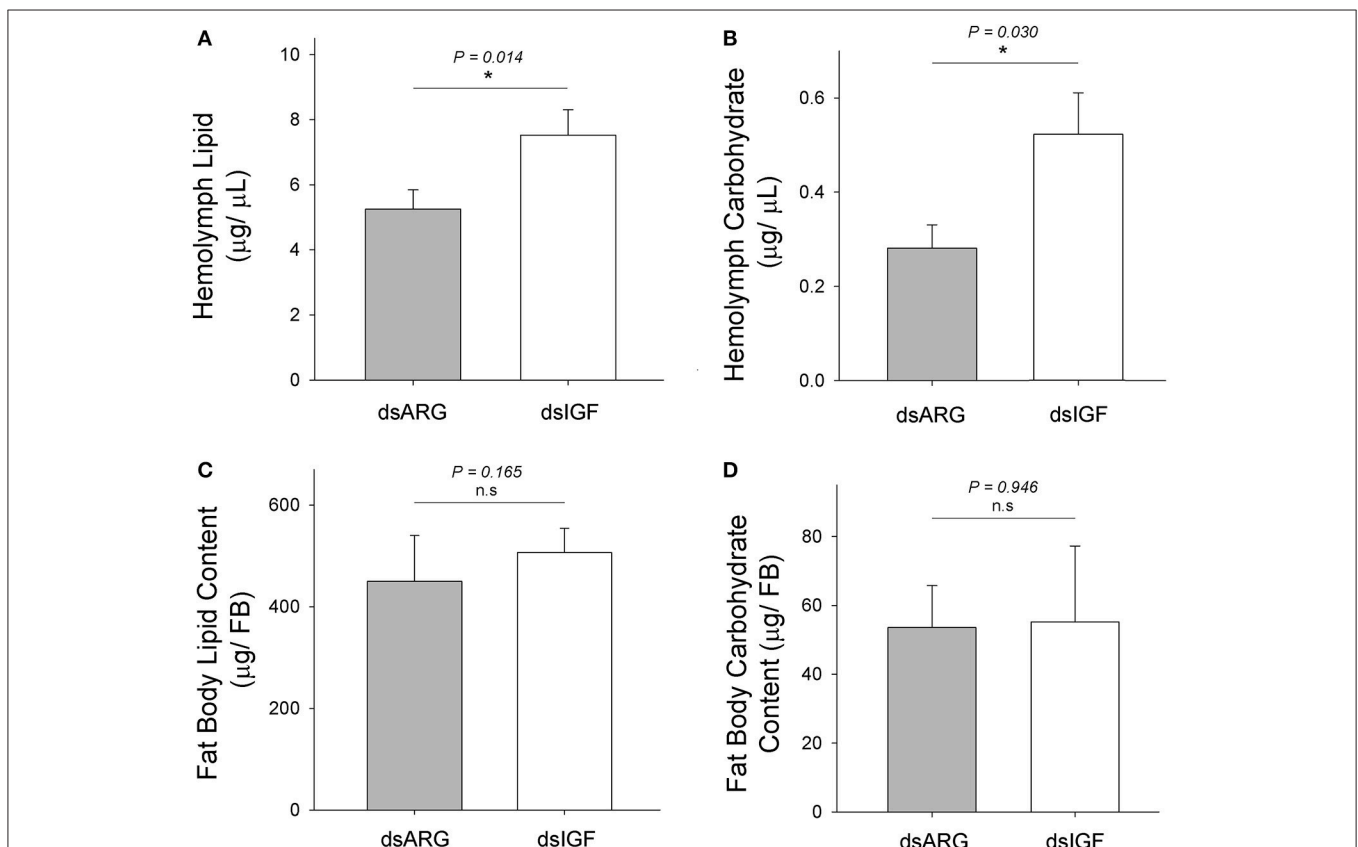 A
P = 0.014
*
Hemolymph Lipid
(μg/ μL)
10
8
6
4
2
0
dsARG
dsIGF
B
P = 0.030
*
Hemolymph Carbohydrate
(μg/ μL)
0.6
0.4
0.2
0.0
dsARG
dsIGF
C
P = 0.165
n.s
Fat Body Lipid Content
(μg/ FB)
600
400
200
0
dsARG
dsIGF
D
P = 0.946
n.s
Fat Body Carbohydrate
Content (μg/ FB)
80
60
40
20
0
dsARG
dsIGF